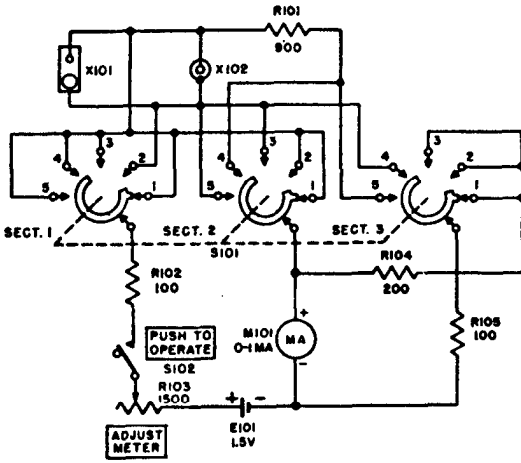 R101
900
X101
X102
3
3
3
4
2
4
2
4
2
5
1
5
1
5
1
SECT. 1
SECT. 2
SECT. 3
S101
R102
100
R104
200
PUSH TO
OPERATE
S102
M101
0-1MA
+
MA
-
R105
100
R103
1500
+
-
E101
1.5V
ADJUST
METER